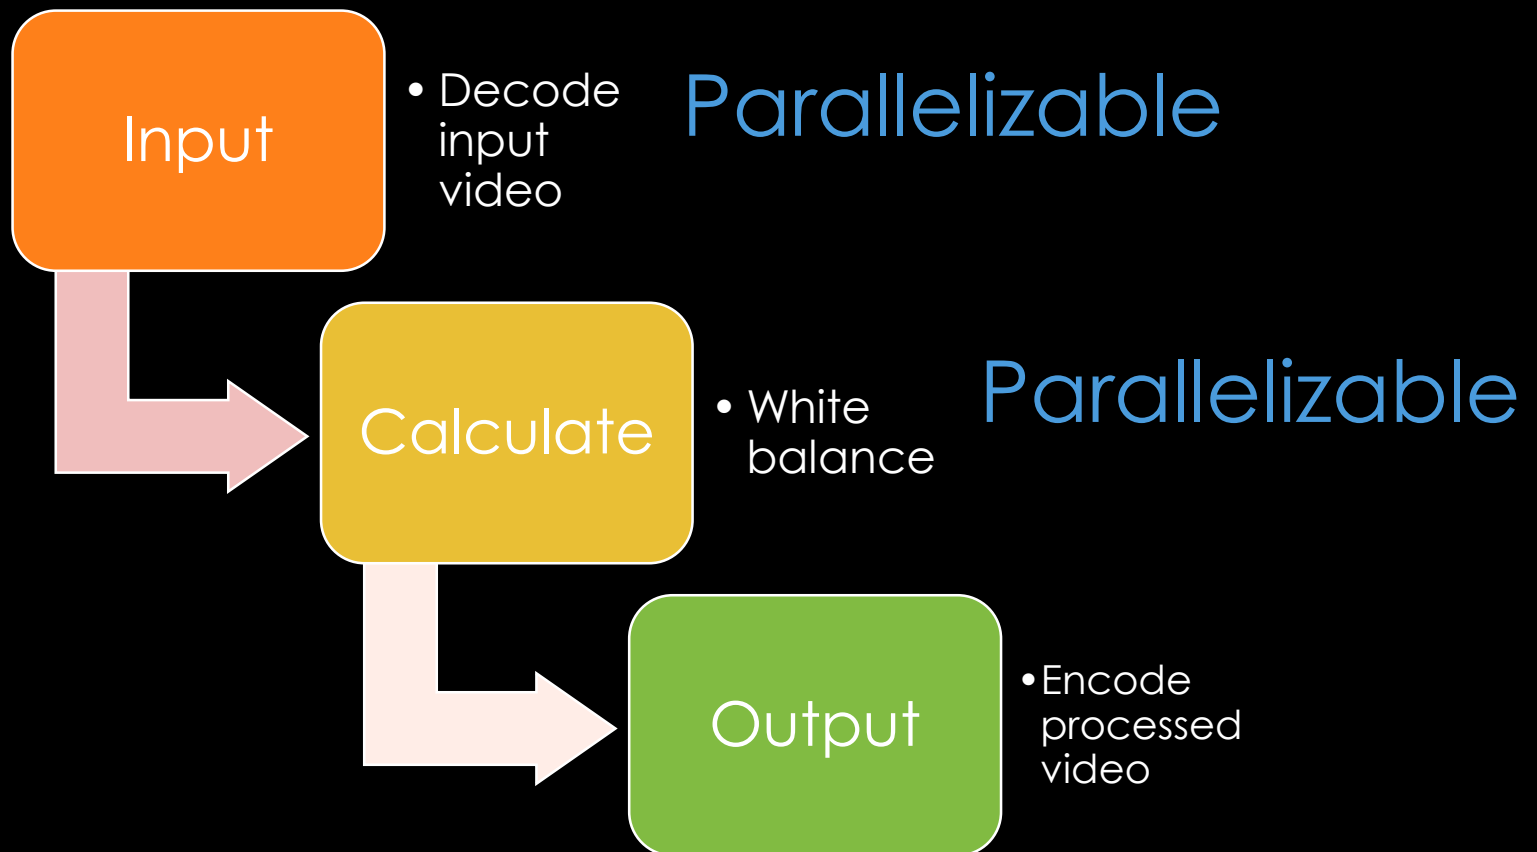 Input
• Decode
input
video
Parallelizable
Calculate
• White
balance
Parallelizable
Output
• Encode
processed
video